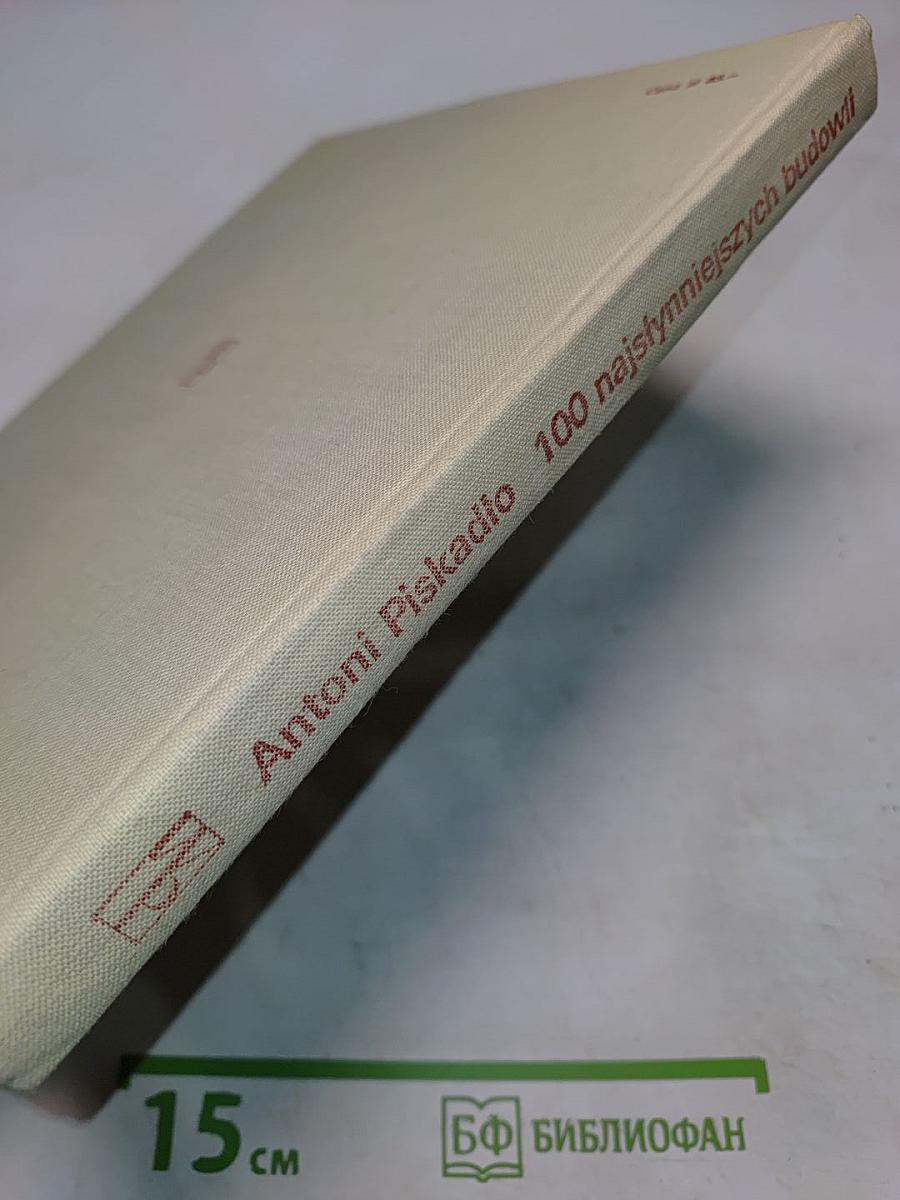 Antoni Piskadło 100 najsłynniejszych budowli
15 см
БФ БИБЛИОФАН